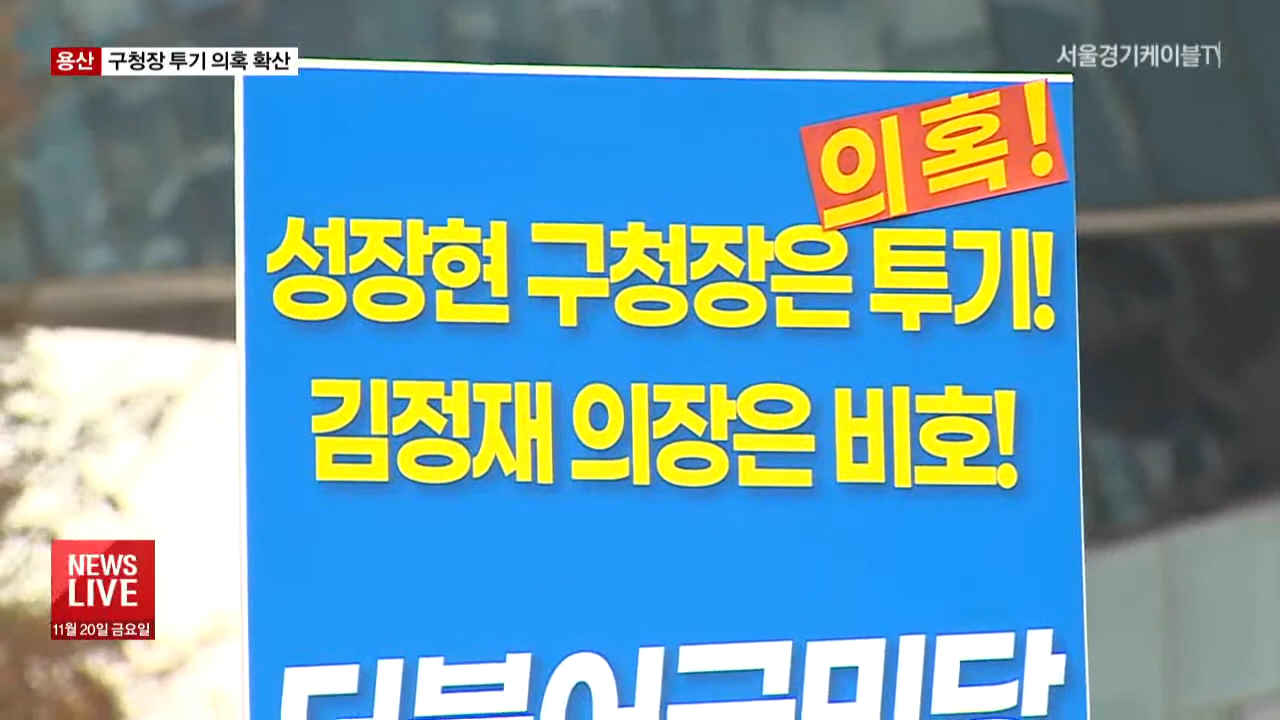 용산 구청장 투기 의혹 확산
서울경기케이블TV
의혹!
성장현 구청장은 투기!
김정재 의장은 비호!
NEWS
LIVE
11월 20일 금요일